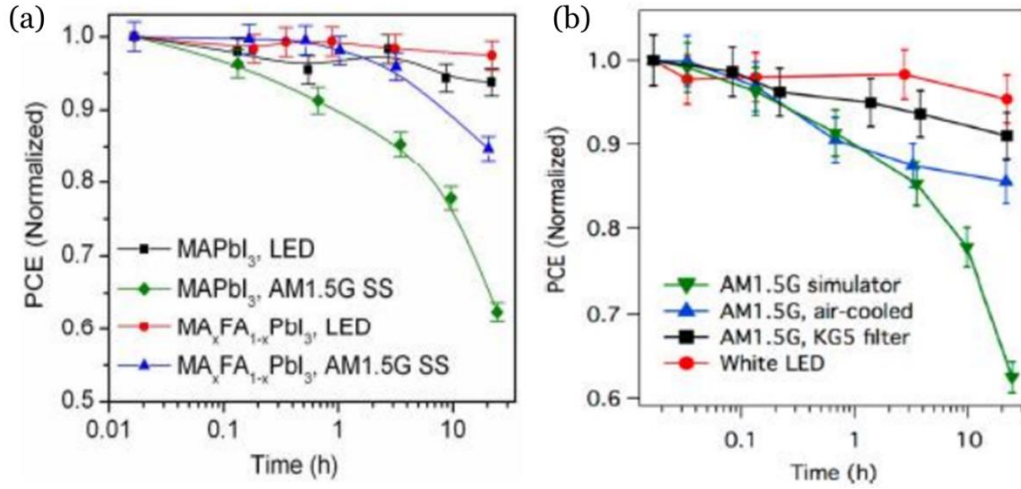 (a)
PCE (Normalized)
1.0
0.9
0.8
0.7
0.6
0.5
MAPbI₃, LED
MAPbI₃, AM1.5G SS
MAₓFA₁₋ₓPbI₃, LED
MAₓFA₁₋ₓPbI₃, AM1.5G SS
0.01
0.1
1
10
Time (h)
(b)
PCE (Normalized)
1.0
0.9
0.8
0.7
0.6
AM1.5G simulator
AM1.5G, air-cooled
AM1.5G, KG5 filter
White LED
0.1
1
10
Time (h)